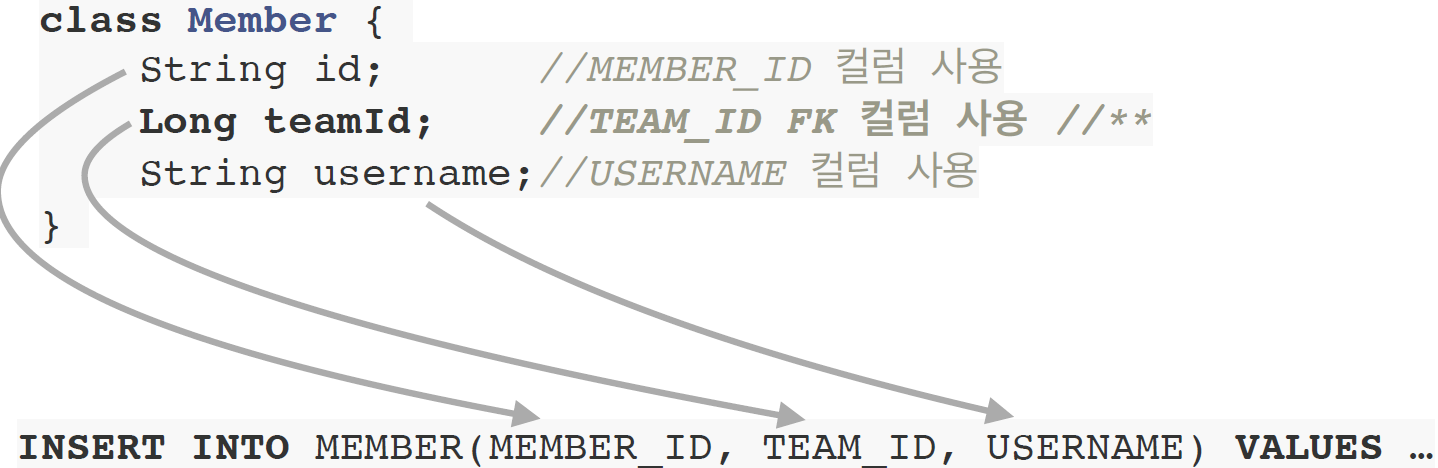 class Member {
String id; //MEMBER_ID 컬럼 사용
Long teamId; //TEAM_ID FK 컬럼 사용 //**
String username;//USERNAME 컬럼 사용
}
INSERT INTO MEMBER(MEMBER_ID, TEAM_ID, USERNAME) VALUES …